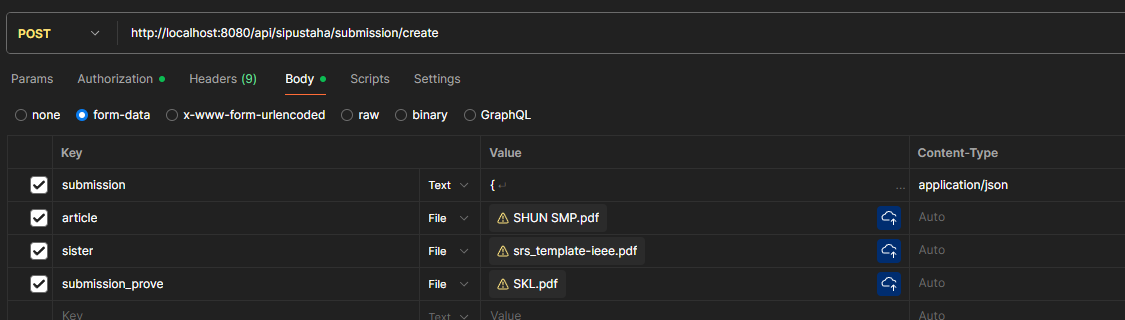 POST http://localhost:8080/api/sipustaha/submission/create
Params Authorization Headers (9) Body Scripts Settings
none form-data x-www-form-urlencoded raw binary GraphQL
Key Value Content-Type
submission Text { ↵ ... application/json
article File SHUN SMP.pdf Auto
sister File srs_template-ieee.pdf Auto
submission_prove File SKL.pdf Auto
Key Text Value